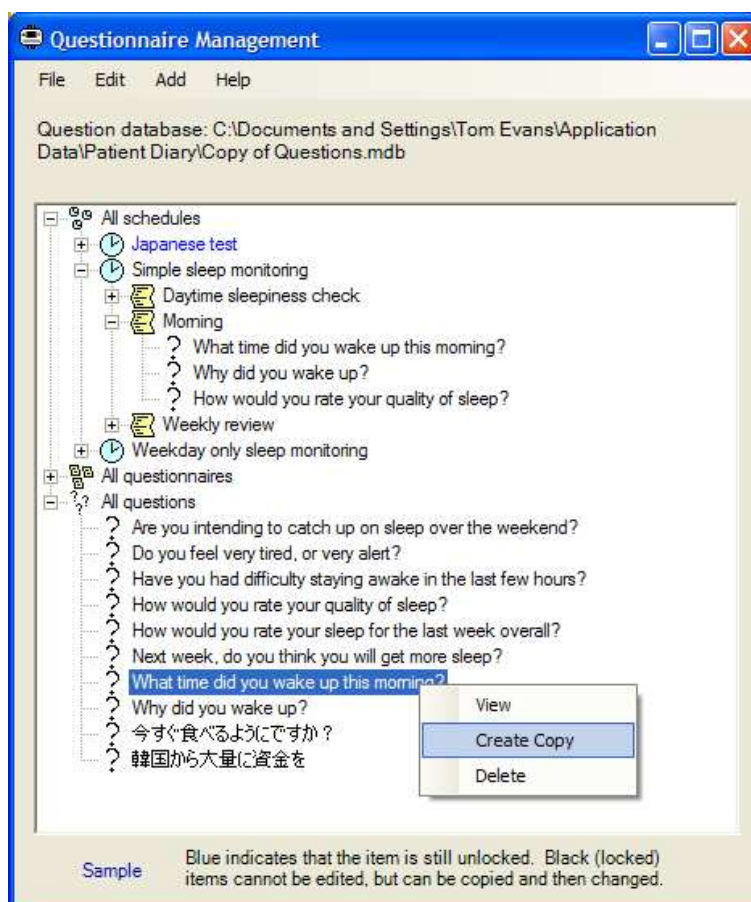 Questionnaire Management
File Edit Add Help
Question database: C:\Documents and Settings\Tom Evans\Application
Data\Patient Diary\Copy of Questions.mdb
All schedules
Japanese test
Simple sleep monitoring
Daytime sleepiness check
Morning
What time did you wake up this morning?
Why did you wake up?
How would you rate your quality of sleep?
Weekly review
Weekday only sleep monitoring
All questionnaires
All questions
Are you intending to catch up on sleep over the weekend?
Do you feel very tired, or very alert?
Have you had difficulty staying awake in the last few hours?
How would you rate your quality of sleep?
How would you rate your sleep for the last week overall?
Next week, do you think you will get more sleep?
What time did you wake up this morning?
Why did you wake up?
今すぐ食べるようにですか？
韓国から大量に資金を
View
Create Copy
Delete
Sample
Blue indicates that the item is still unlocked. Black (locked)
items cannot be edited, but can be copied and then changed.